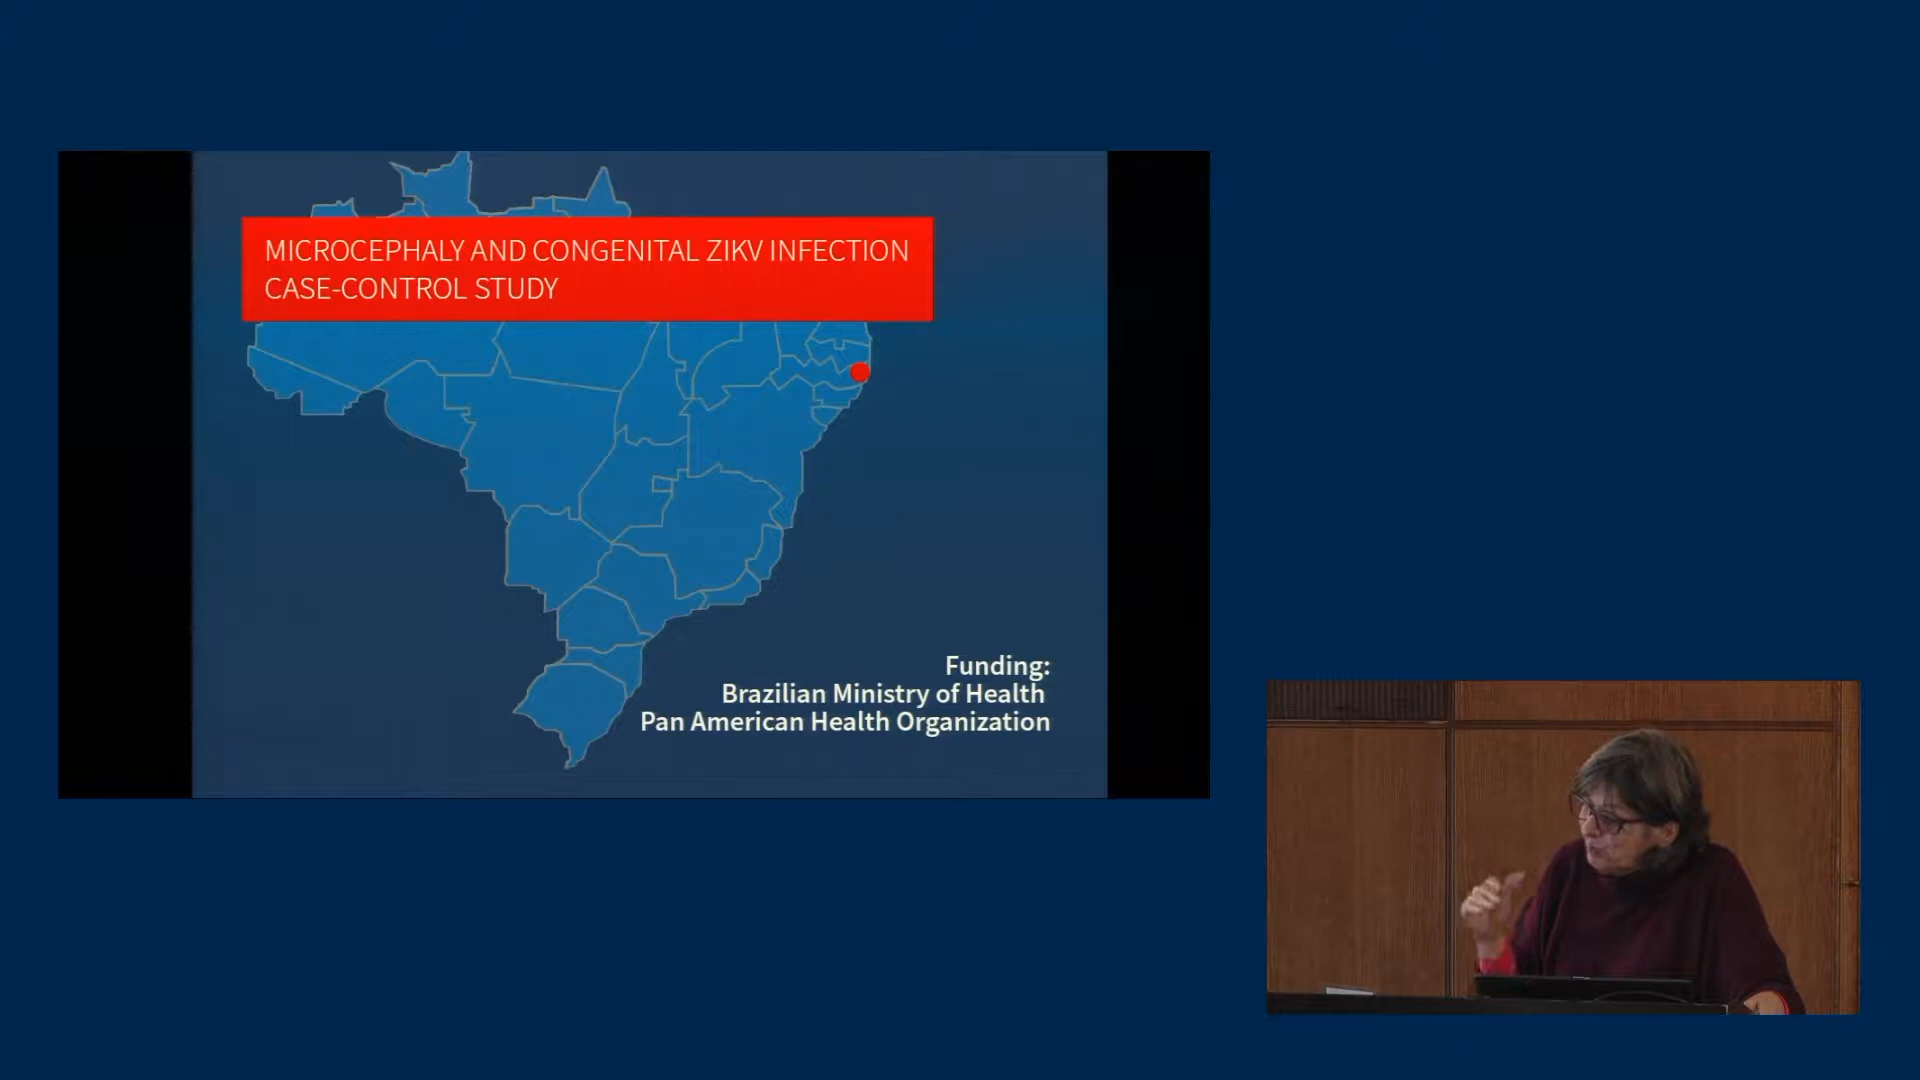 MICROCEPHALY AND CONGENITAL ZIKV INFECTION
CASE-CONTROL STUDY
Funding:
Brazilian Ministry of Health
Pan American Health Organization